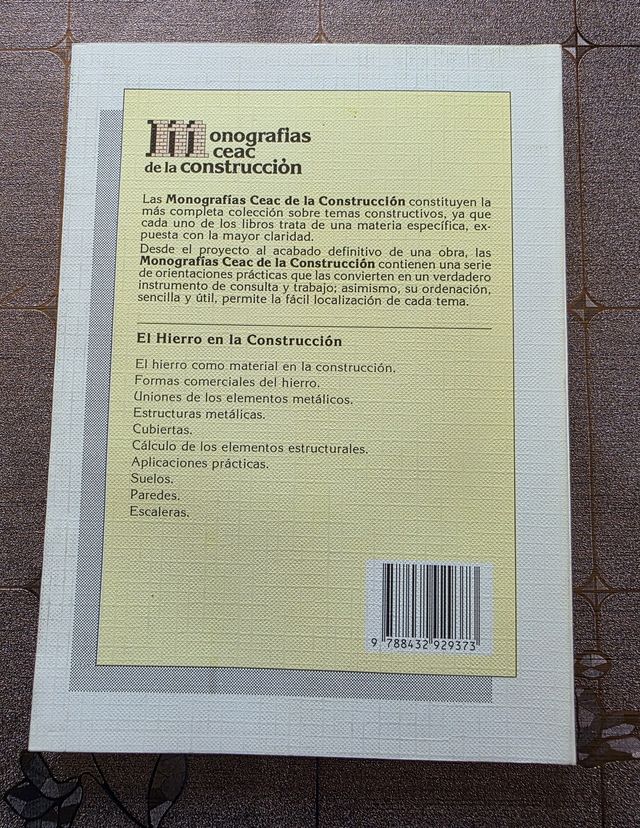 monografias
ceac
de la construcción
Las Monografías Ceac de la Construcción constituyen la
más completa colección sobre temas constructivos, ya que
cada uno de los libros trata de una materia específica, ex-
puesta con la mayor claridad.
Desde el proyecto al acabado definitivo de una obra, las
Monografías Ceac de la Construcción contienen una serie
de orientaciones prácticas que las convierten en un verdadero
instrumento de consulta y trabajo; asimismo, su ordenación,
sencilla y útil, permite la fácil localización de cada tema.
El Hierro en la Construcción
El hierro como material en la construcción.
Formas comerciales del hierro.
Uniones de los elementos metálicos.
Estructuras metálicas.
Cubiertas.
Cálculo de los elementos estructurales.
Aplicaciones prácticas.
Suelos.
Paredes.
Escaleras.
9 788432 929373